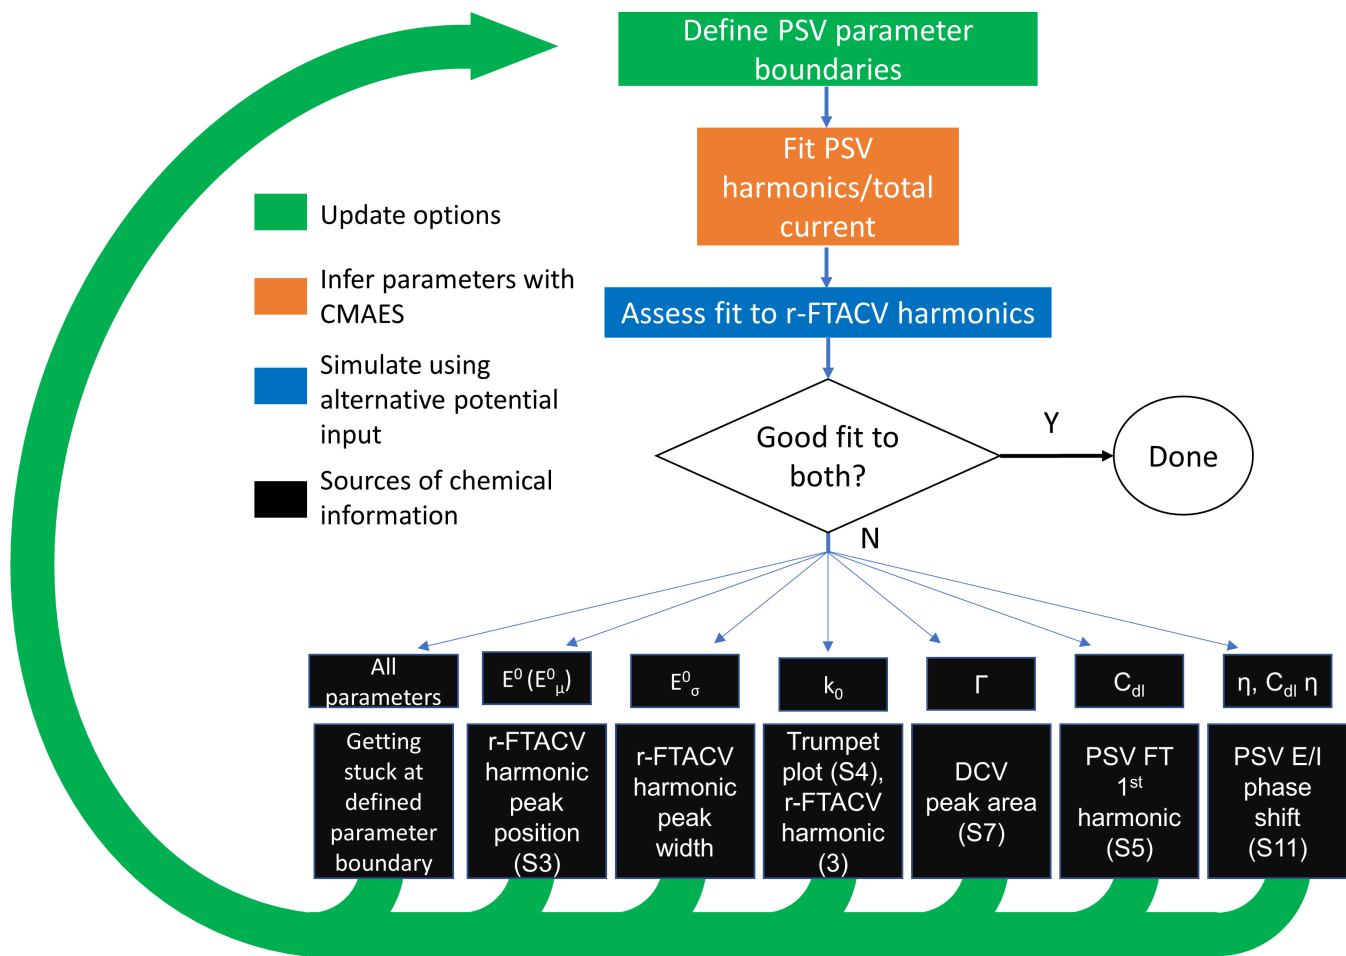 Define PSV parameter
boundaries
Fit PSV
harmonics/total
current
Update options
Infer parameters with
CMAES
Simulate using
alternative potential
input
Sources of chemical
information
Assess fit to r-FTACV harmonics
Good fit to
both?
Y
Done
N
All
parameters
E⁰ (E⁰μ)
E⁰σ
k₀
Γ
Cdl
η, Cdl η
Getting
stuck at
defined
parameter
boundary
r-FTACV
harmonic
peak
position
(S3)
r-FTACV
harmonic
peak
width
Trumpet
plot (S4),
r-FTACV
harmonic
(3)
DCV
peak area
(S7)
PSV FT
1st
harmonic
(S5)
PSV E/I
phase
shift
(S11)